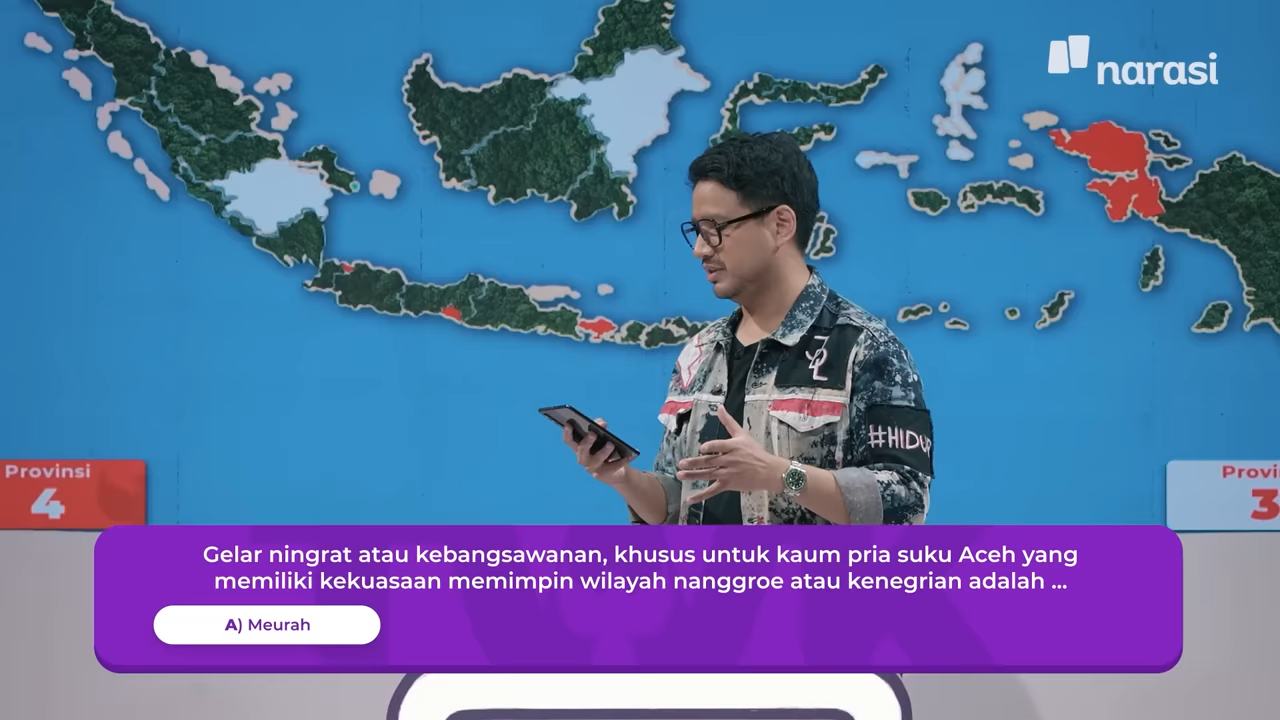 narasi
#HIDUP
Provinsi
4
Provi
3
Gelar ningrat atau kebangsawanan, khusus untuk kaum pria suku Aceh yang
memiliki kekuasaan memimpin wilayah nanggroe atau kenegrian adalah ...
A) Meurah